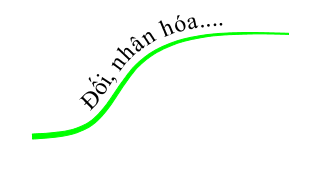 Đối, nhân hóa....